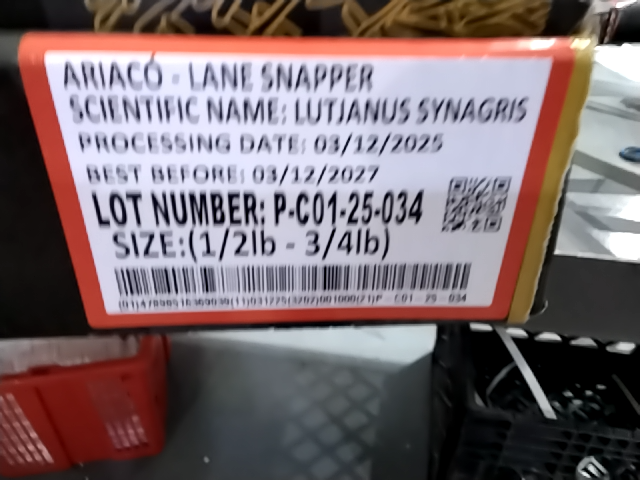 ARIACÓ - LANE SNAPPER
SCIENTIFIC NAME: LUTJANUS SYNAGRIS
PROCESSING DATE: 03/12/2025
BEST BEFORE: 03/12/2027
LOT NUMBER: P-C01-25-034
SIZE:(1/2lb - 3/4lb)